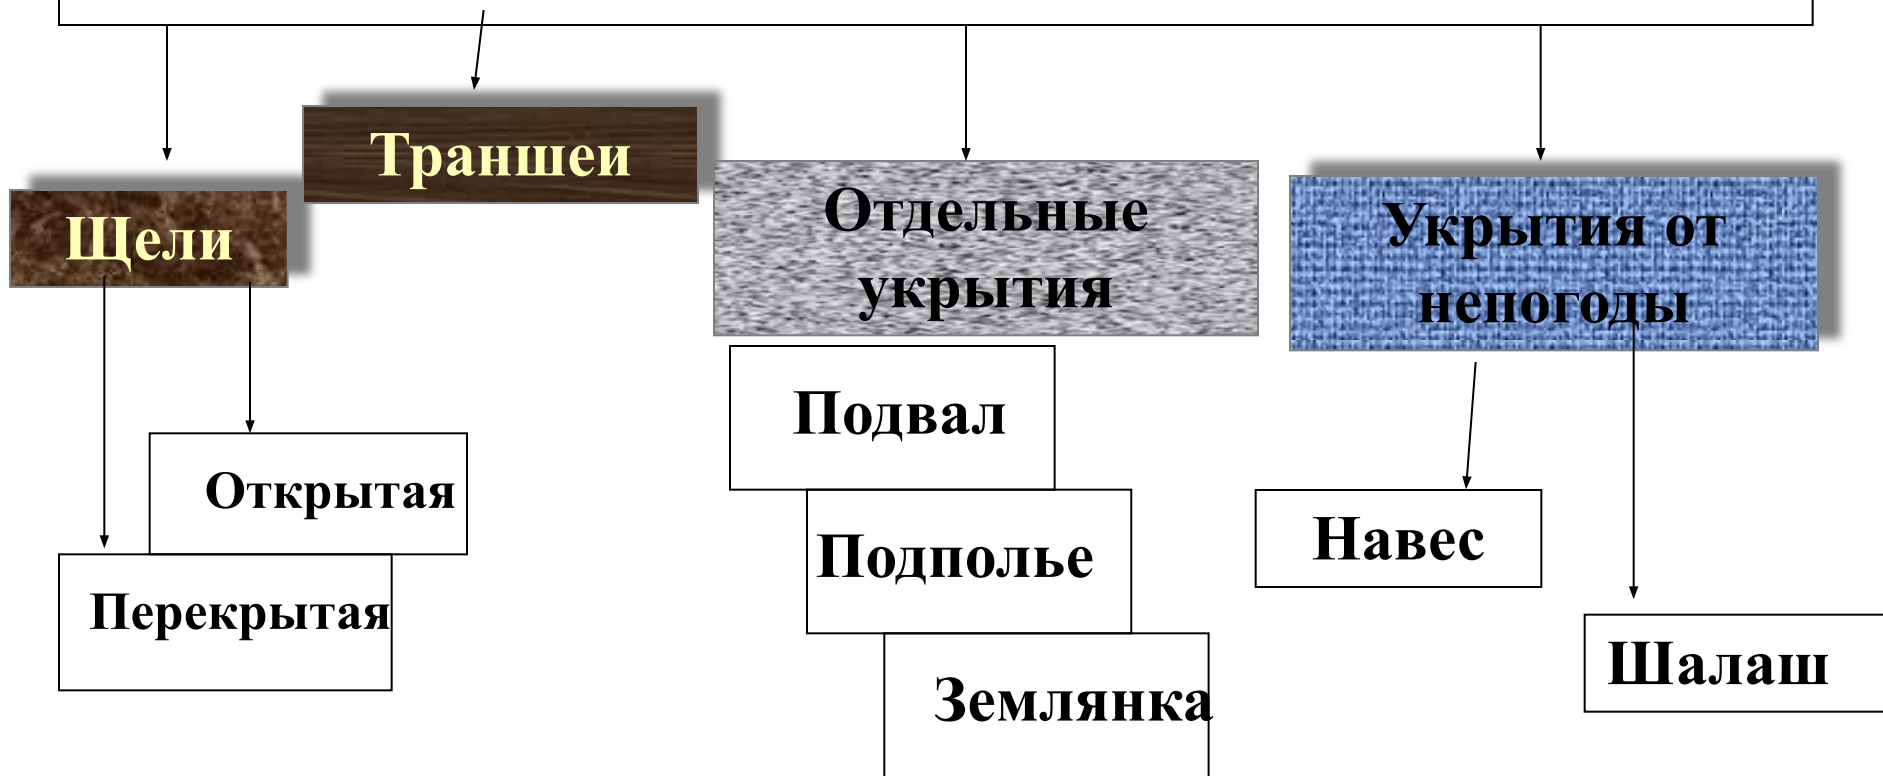 Траншеи
Щели
Отдельные
укрытия
Укрытия от
непогоды
Подвал
Открытая
Подполье
Навес
Перекрытая
Шалаш
Землянка